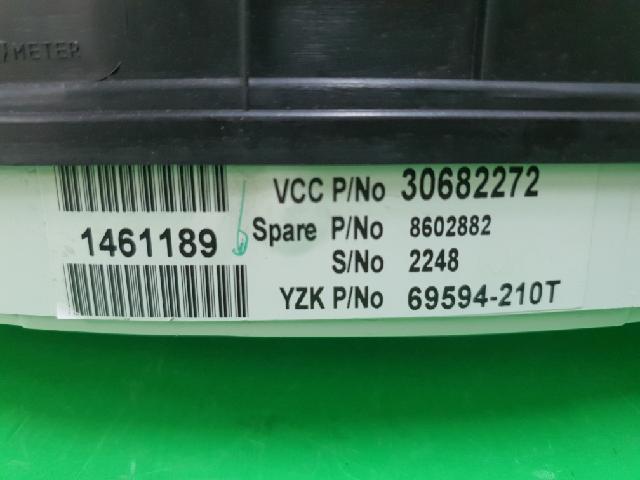 METER
1461189
VCC P/No 30682272
Spare P/No 8602882
S/No 2248
YZK P/No 69594-210T